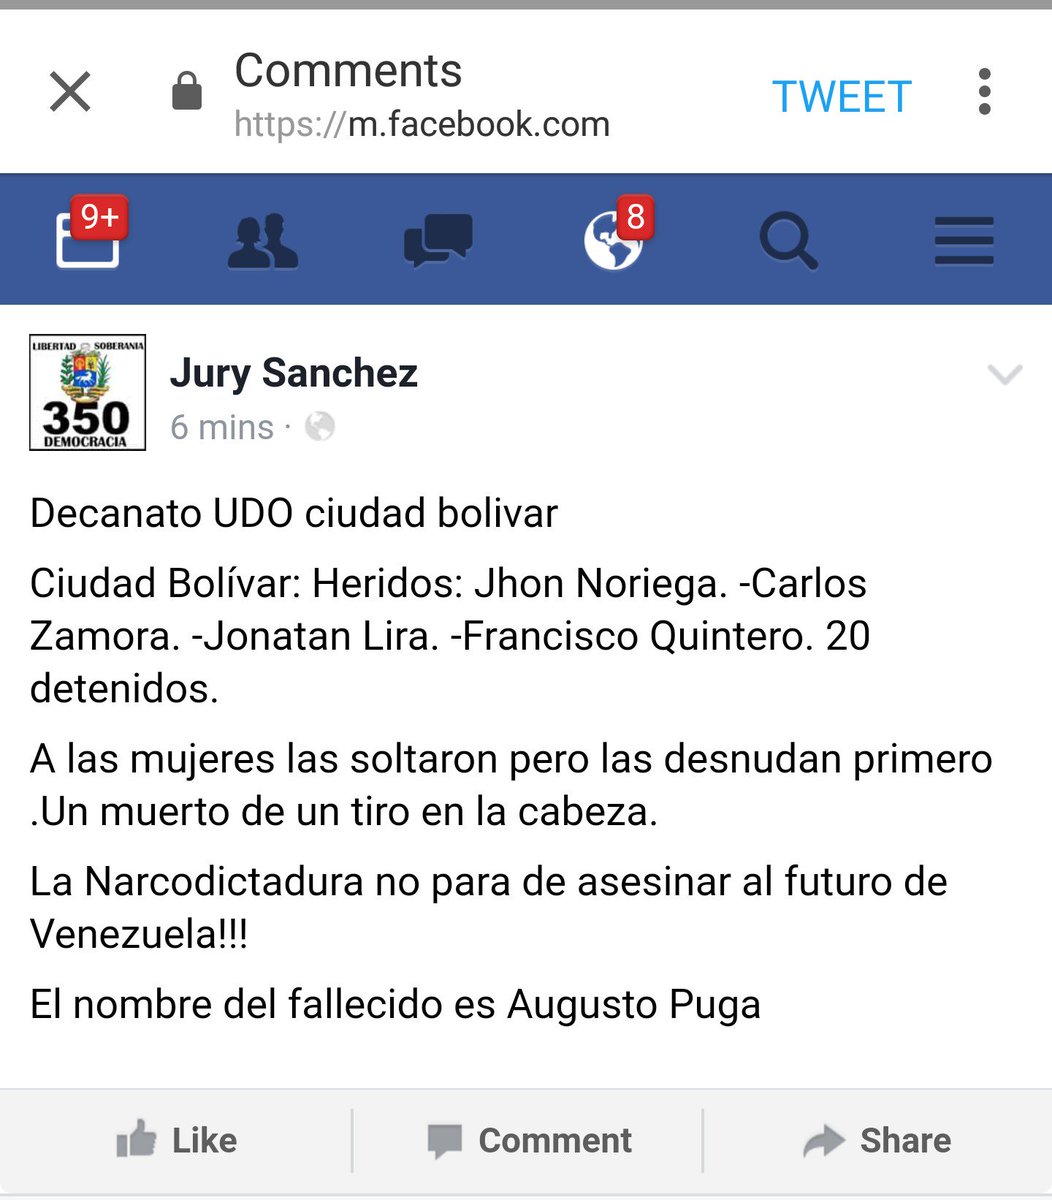 Comments
TWEET
https://m.facebook.com
9+
8
LIBERTAD SOBERANIA
350
DEMOCRACIA
Jury Sanchez
6 mins ·
Decanato UDO ciudad bolivar
Ciudad Bolívar: Heridos: Jhon Noriega. -Carlos
Zamora. -Jonatan Lira. -Francisco Quintero. 20
detenidos.
A las mujeres las soltaron pero las desnudan primero
.Un muerto de un tiro en la cabeza.
La Narcodictadura no para de asesinar al futuro de
Venezuela!!!
El nombre del fallecido es Augusto Puga
Like
Comment
Share